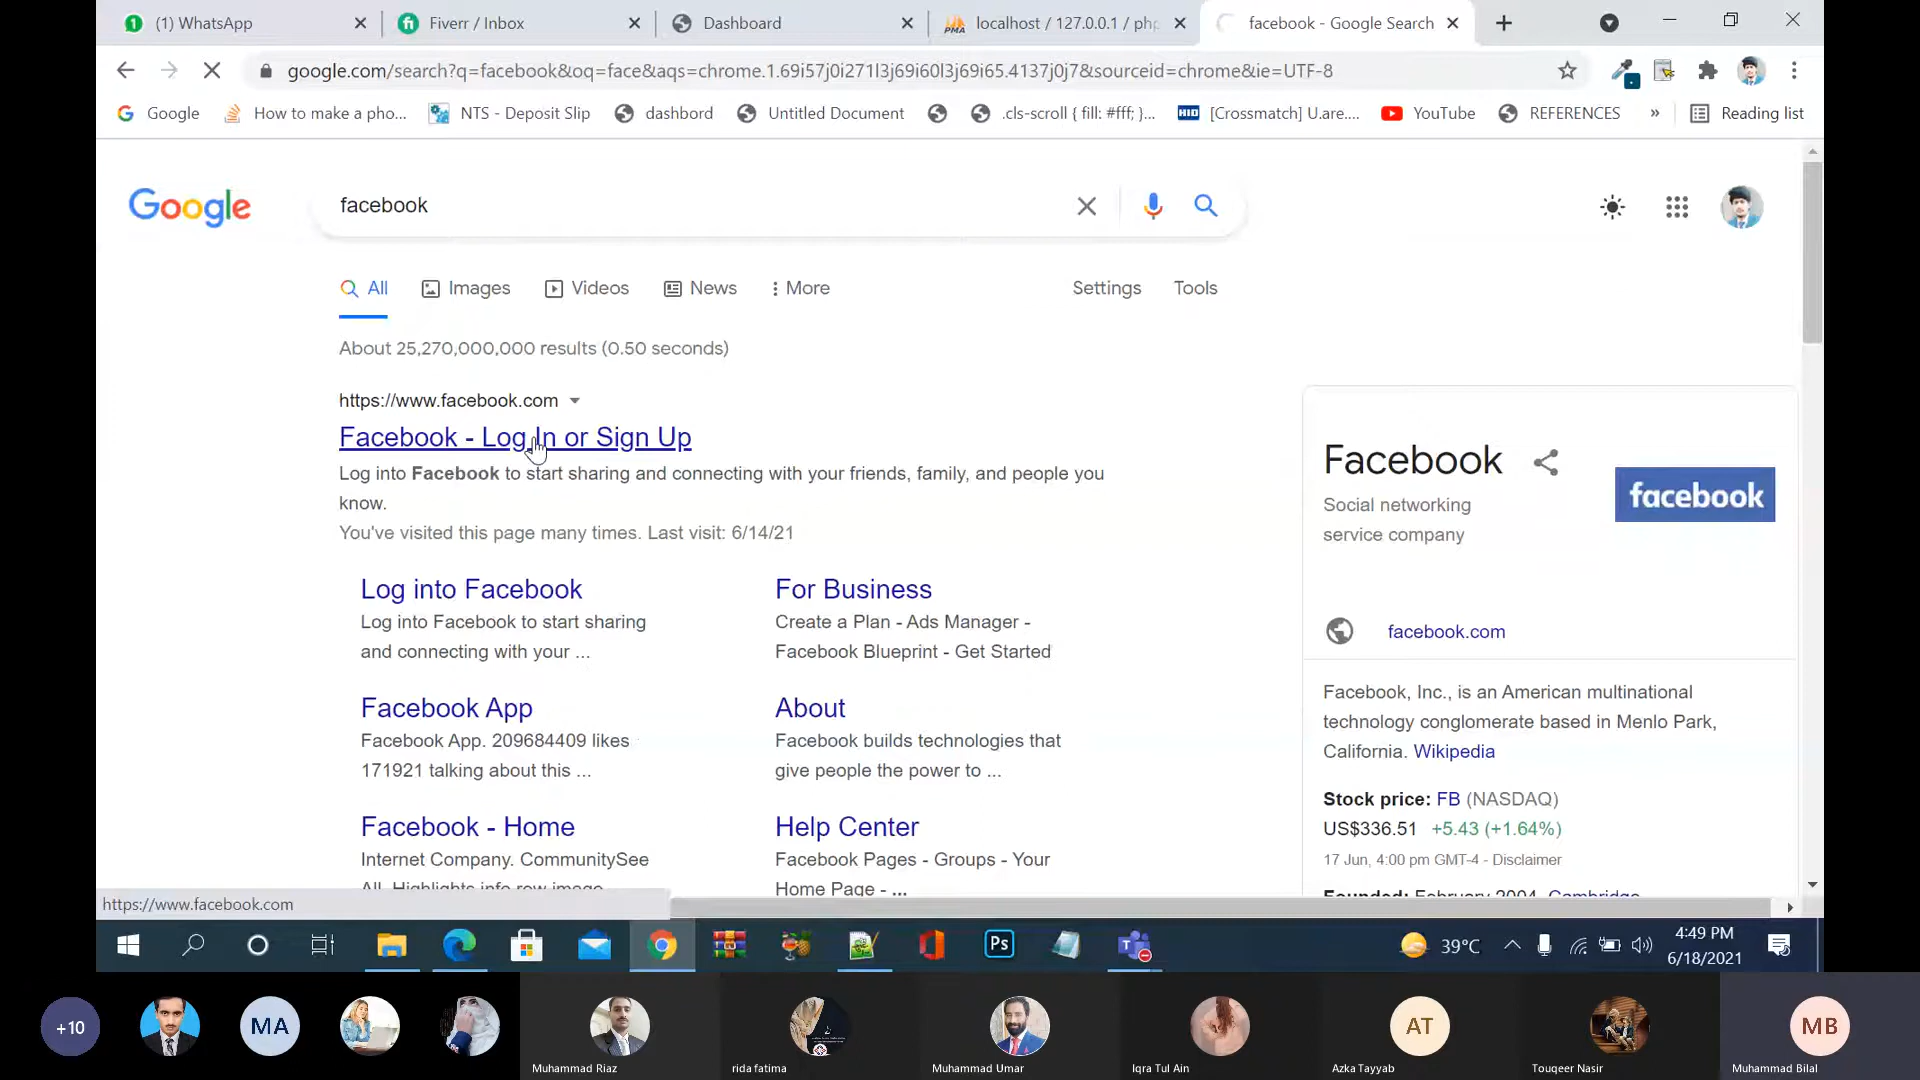 (1) WhatsApp
Fiverr / Inbox
Dashboard
localhost / 127.0.0.1 / php
facebook - Google Search
google.com/search?q=facebook&oq=face&aqs=chrome.1.69i57j0i271l3j69i60l3j69i65.4137j0j7&sourceid=chrome&ie=UTF-8
Google
How to make a pho...
NTS - Deposit Slip
dashbord
Untitled Document
.cls-scroll { fill: #fff; }...
HID
[Crossmatch] U.are....
YouTube
REFERENCES
»
Reading list
Google
facebook
All
Images
Videos
News
More
Settings
Tools
About 25,270,000,000 results (0.50 seconds)
https://www.facebook.com
Facebook - Log In or Sign Up
Log into Facebook to start sharing and connecting with your friends, family, and people you
know.
You've visited this page many times. Last visit: 6/14/21
Log into Facebook
Log into Facebook to start sharing
and connecting with your ...
For Business
Create a Plan - Ads Manager -
Facebook Blueprint - Get Started
Facebook App
Facebook App. 209684409 likes
171921 talking about this ...
About
Facebook builds technologies that
give people the power to ...
Facebook - Home
Internet Company. CommunitySee
All. Highlights info row image
Help Center
Facebook Pages - Groups - Your
Home Page - ...
Facebook
Social networking
service company
facebook
facebook.com
Facebook, Inc., is an American multinational
technology conglomerate based in Menlo Park,
California. Wikipedia
Stock price: FB (NASDAQ)
US$336.51 +5.43 (+1.64%)
17 Jun, 4:00 pm GMT-4 - Disclaimer
Founded: February 2004, Cambridge
https://www.facebook.com
Ps
39°C
4:49 PM
6/18/2021
+10
MA
Muhammad Riaz
rida fatima
Muhammad Umar
Iqra Tul Ain
AT
Azka Tayyab
Touqeer Nasir
MB
Muhammad Bilal